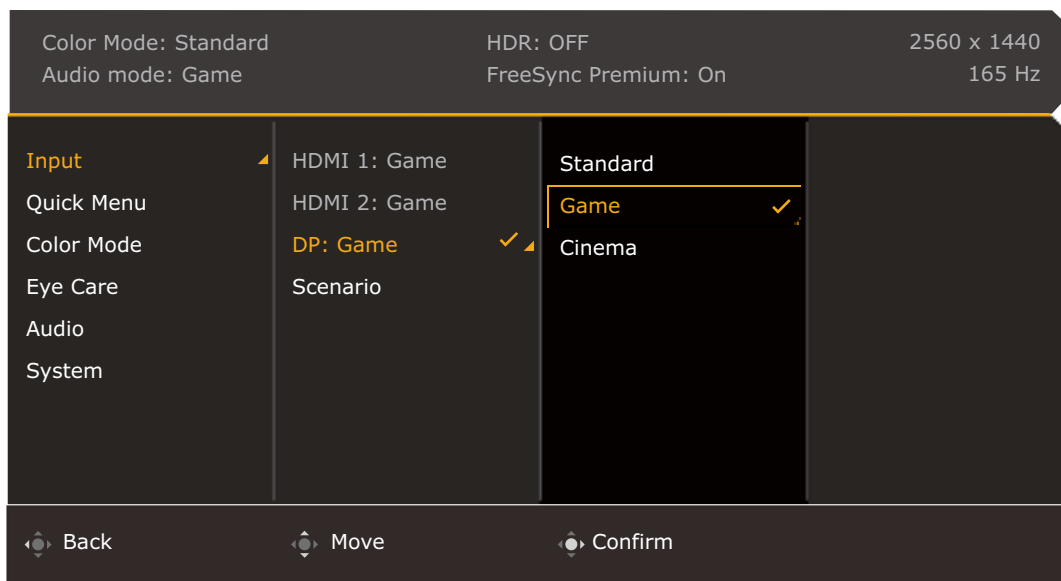 Color Mode: Standard
HDR: OFF
2560 x 1440
Audio mode: Game
FreeSync Premium: On
165 Hz
Input
Quick Menu
Color Mode
Eye Care
Audio
System
HDMI 1: Game
HDMI 2: Game
DP: Game
Scenario
Standard
Game
Cinema
Back
Move
Confirm